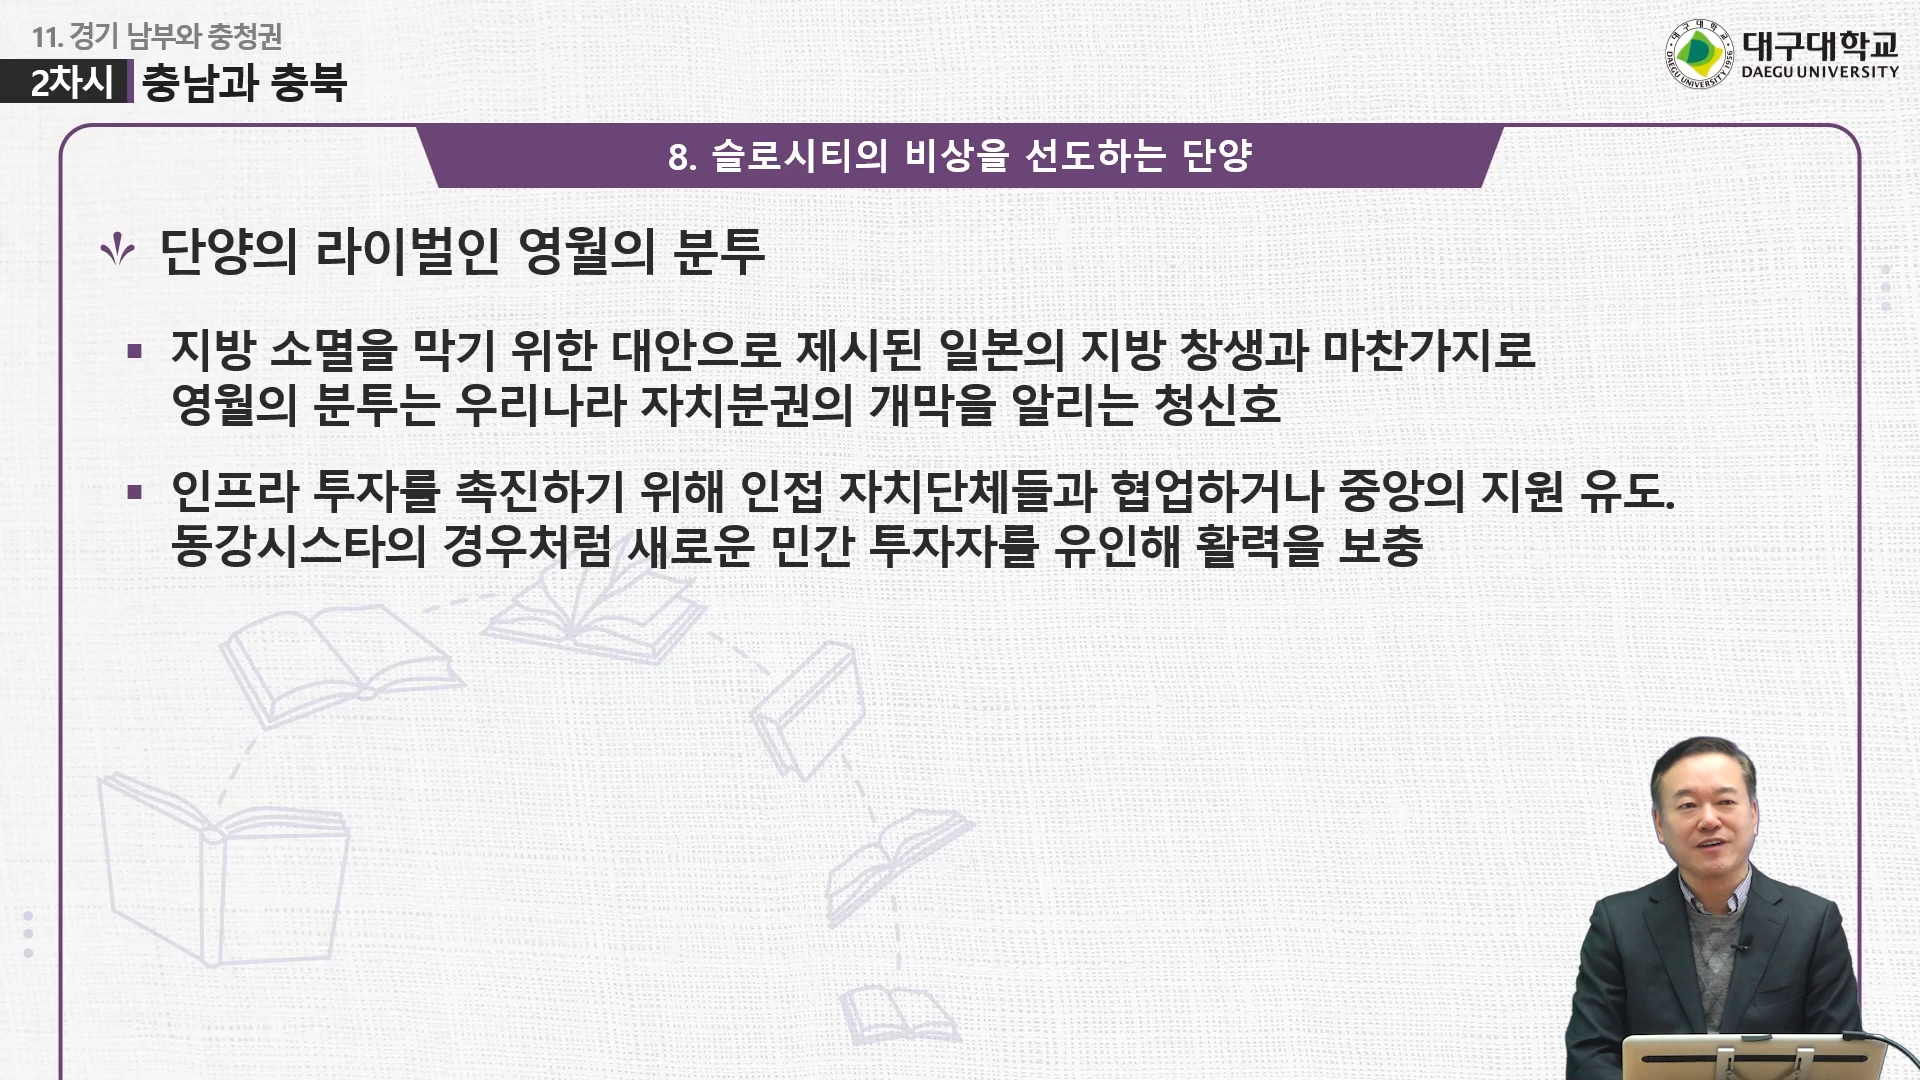 11. 경기 남부와 충청권
2차시 충남과 충북
대구대학교
DAEGU UNIVERSITY
대구대학교
DAEGU UNIVERSITY 1956
8. 슬로시티의 비상을 선도하는 단양
단양의 라이벌인 영월의 분투
지방 소멸을 막기 위한 대안으로 제시된 일본의 지방 창생과 마찬가지로
영월의 분투는 우리나라 자치분권의 개막을 알리는 청신호
인프라 투자를 촉진하기 위해 인접 자치단체들과 협업하거나 중앙의 지원 유도.
동강시스타의 경우처럼 새로운 민간 투자자를 유인해 활력을 보충